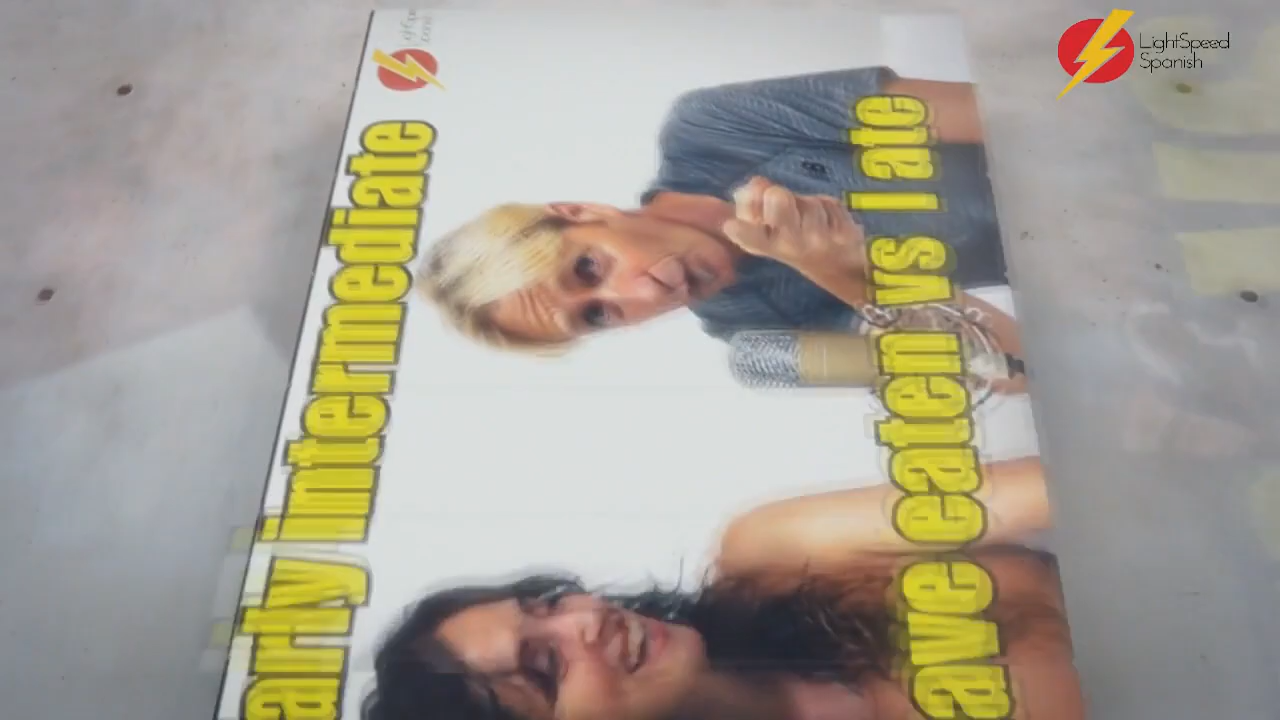 LightSpeed
Spanish
arly intermediate
ave eaten vs I ate